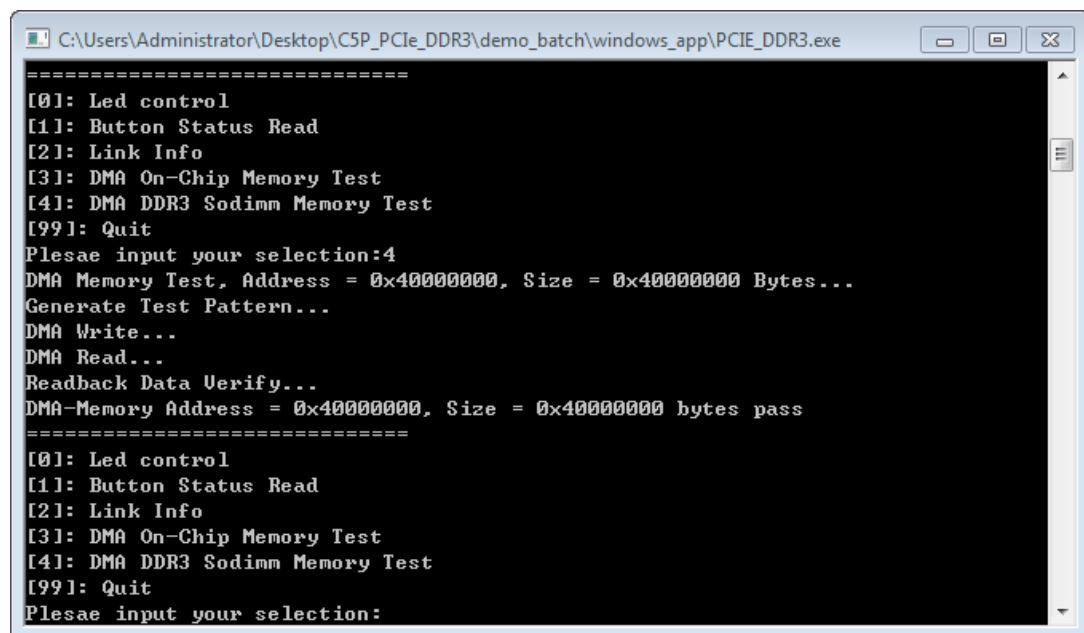 C:\Users\Administrator\Desktop\C5P_PCIe_DDR3\demo_batch\windows_app\PCIE_DDR3.exe
==============================
[0]: Led control
[1]: Button Status Read
[2]: Link Info
[3]: DMA On-Chip Memory Test
[4]: DMA DDR3 Sodimm Memory Test
[99]: Quit
Plesae input your selection:4
DMA Memory Test, Address = 0x40000000, Size = 0x40000000 Bytes...
Generate Test Pattern...
DMA Write...
DMA Read...
Readback Data Verify...
DMA-Memory Address = 0x40000000, Size = 0x40000000 bytes pass
==============================
[0]: Led control
[1]: Button Status Read
[2]: Link Info
[3]: DMA On-Chip Memory Test
[4]: DMA DDR3 Sodimm Memory Test
[99]: Quit
Plesae input your selection: